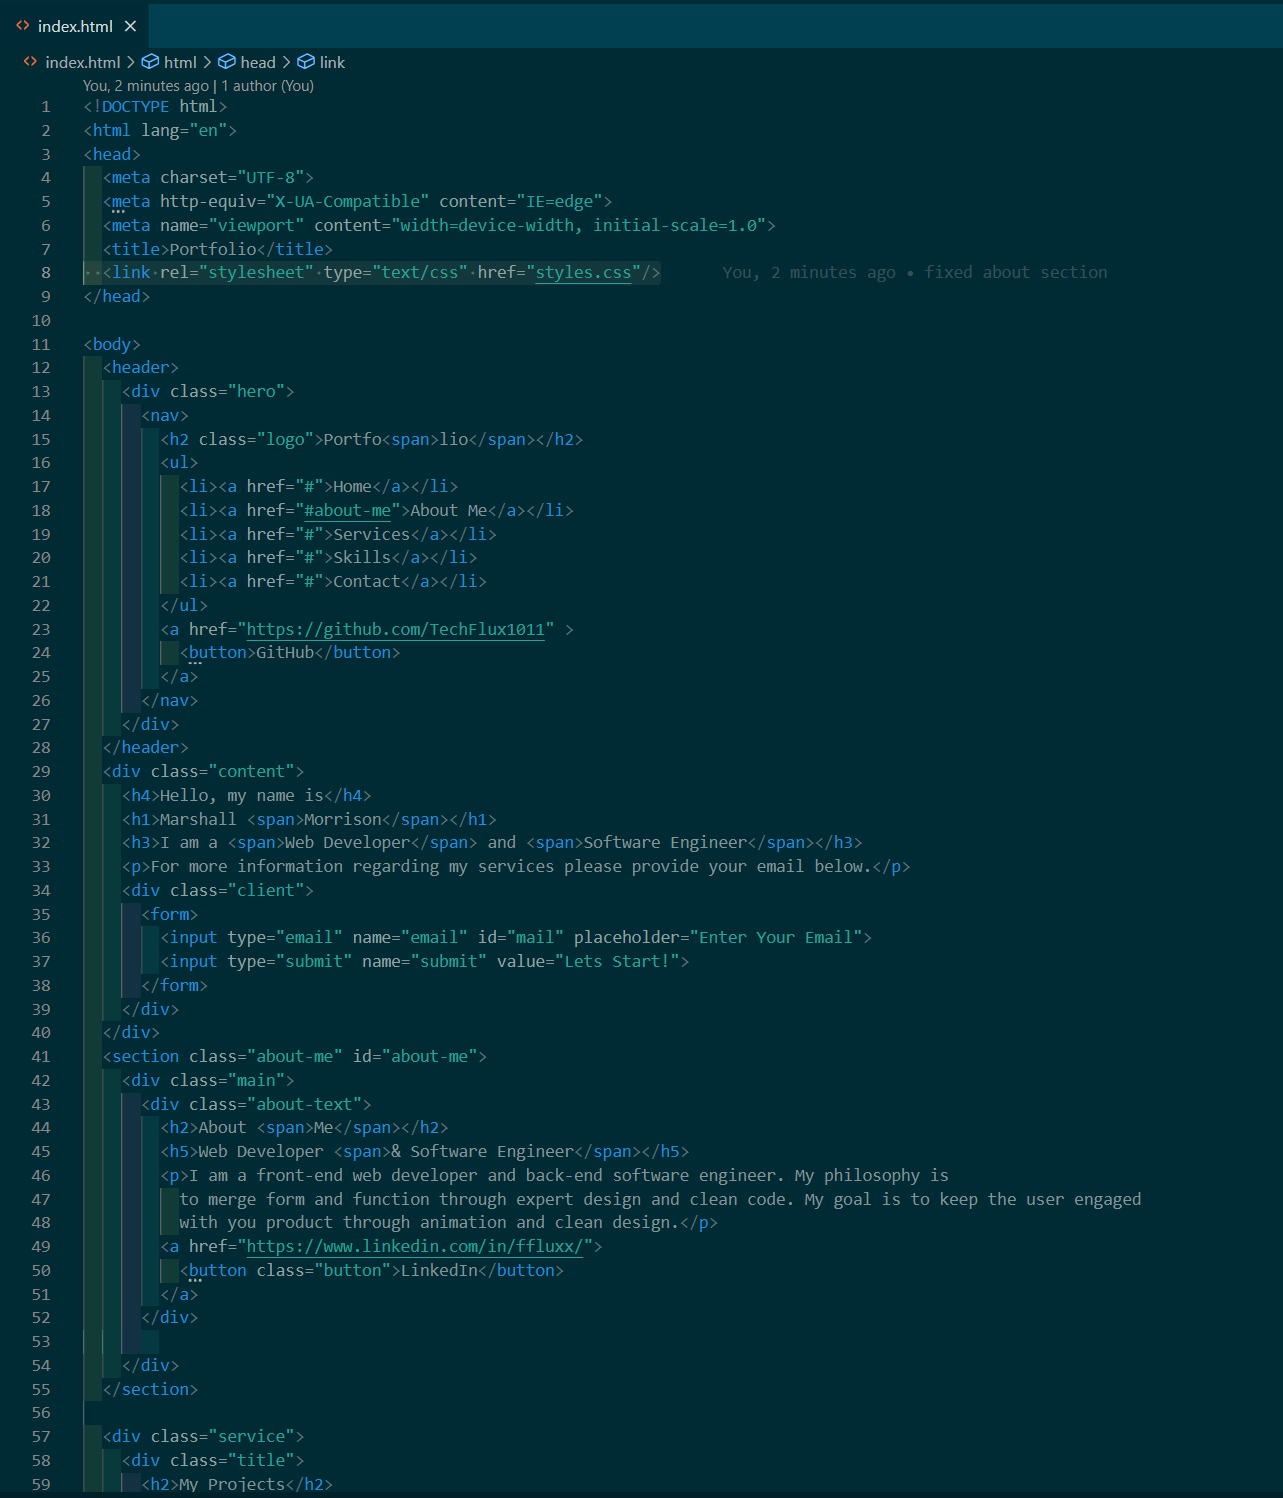 index.html
index.html > html > head > link
You, 2 minutes ago | 1 author (You)
1 <!DOCTYPE html>
2 <html lang="en">
3 <head>
4   <meta charset="UTF-8">
5   <meta http-equiv="X-UA-Compatible" content="IE=edge">
6   <meta name="viewport" content="width=device-width, initial-scale=1.0">
7   <title>Portfolio</title>
8   <link rel="stylesheet" type="text/css" href="styles.css"/> You, 2 minutes ago • fixed about section
9 </head>
10
11 <body>
12   <header>
13     <div class="hero">
14       <nav>
15         <h2 class="logo">Portfo<span>lio</span></h2>
16         <ul>
17           <li><a href="#">Home</a></li>
18           <li><a href="#about-me">About Me</a></li>
19           <li><a href="#">Services</a></li>
20           <li><a href="#">Skills</a></li>
21           <li><a href="#">Contact</a></li>
22         </ul>
23         <a href="https://github.com/TechFlux1011" >
24           <button>GitHub</button>
25         </a>
26       </nav>
27     </div>
28   </header>
29   <div class="content">
30     <h4>Hello, my name is</h4>
31     <h1>Marshall <span>Morrison</span></h1>
32     <h3>I am a <span>Web Developer</span> and <span>Software Engineer</span></h3>
33     <p>For more information regarding my services please provide your email below.</p>
34     <div class="client">
35       <form>
36         <input type="email" name="email" id="mail" placeholder="Enter Your Email">
37         <input type="submit" name="submit" value="Lets Start!">
38       </form>
39     </div>
40   </div>
41   <section class="about-me" id="about-me">
42     <div class="main">
43       <div class="about-text">
44         <h2>About <span>Me</span></h2>
45         <h5>Web Developer <span>& Software Engineer</span></h5>
46         <p>I am a front-end web developer and back-end software engineer. My philosophy is
47           to merge form and function through expert design and clean code. My goal is to keep the user engaged
48           with you product through animation and clean design.</p>
49         <a href="https://www.linkedin.com/in/ffluxx/">
50           <button class="button">LinkedIn</button>
51         </a>
52       </div>
53
54     </div>
55   </section>
56
57   <div class="service">
58     <div class="title">
59       <h2>My Projects</h2>